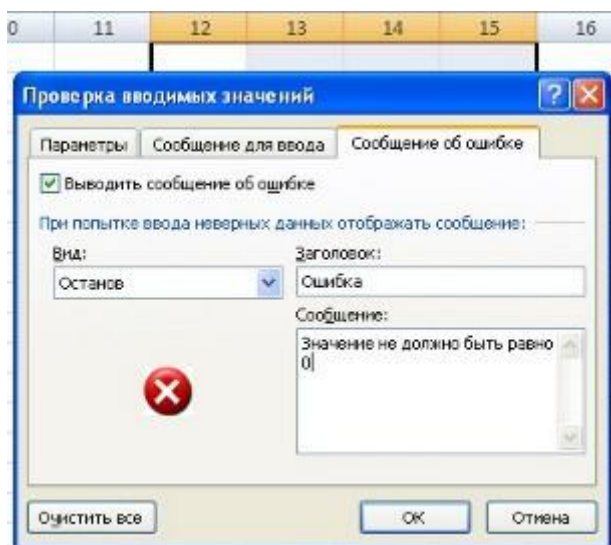 0 11 12 13 14 15 16
Проверка вводимых значений
Параметры Сообщение для ввода Сообщение об ошибке
Выводить сообщение об ошибке
При попытке ввода неверных данных отображать сообщение:
Вид: Заголовок:
Останов Ошибка
Сообщение:
Значение не должно быть равно
0
Очистить все ОК Отмена